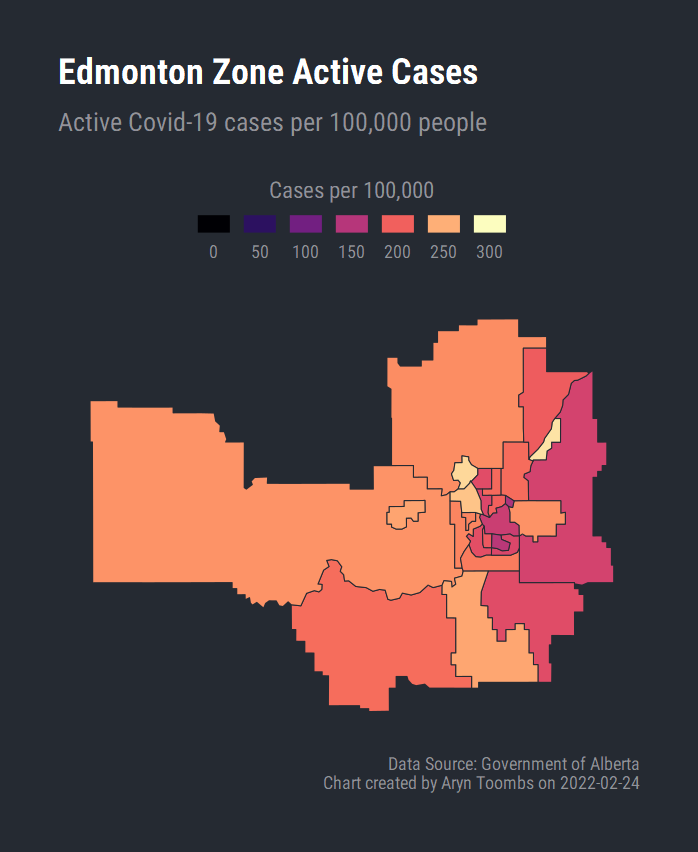 Edmonton Zone Active Cases
Active Covid-19 cases per 100,000 people
Cases per 100,000
0 50 100 150 200 250 300
Data Source: Government of Alberta
Chart created by Aryn Toombs on 2022-02-24